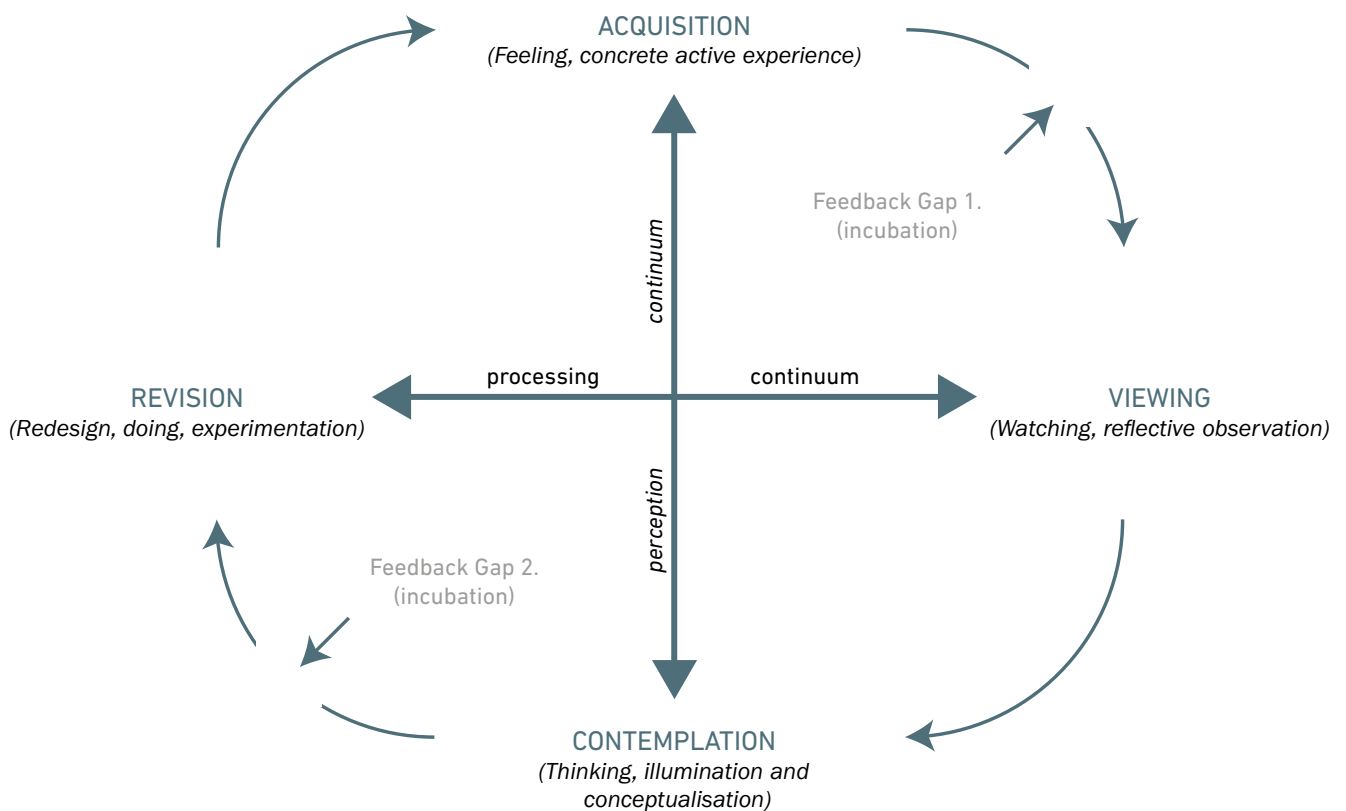 ACQUISITION
(Feeling, concrete active experience)
Feedback Gap 1.
(incubation)
continuum
processing
continuum
REVISION
(Redesign, doing, experimentation)
VIEWING
(Watching, reflective observation)
perception
Feedback Gap 2.
(incubation)
CONTEMPLATION
(Thinking, illumination and
conceptualisation)